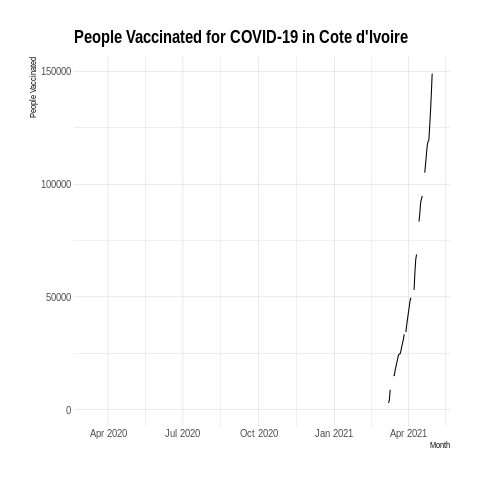 People Vaccinated for COVID-19 in Cote d'Ivoire
People Vaccinated
150000
100000
50000
0
Apr 2020 Jul 2020 Oct 2020 Jan 2021 Apr 2021
Month